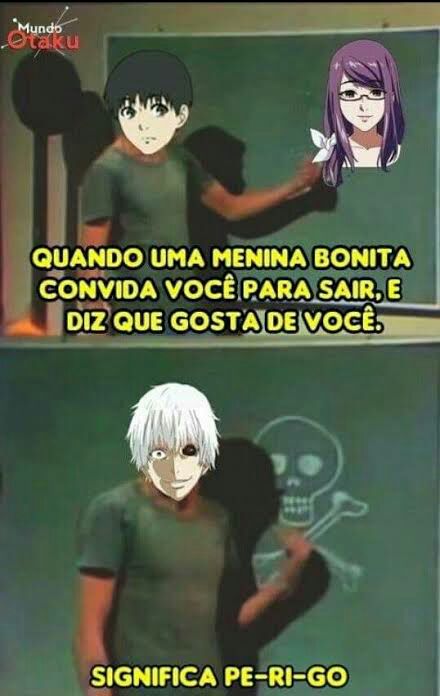 Mundo
Otaku
QUANDO UMA MENINA BONITA
CONVIDA VOCÊ PARA SAIR, E
DIZ QUE GOSTA DE VOCÊ.
SIGNIFICA PE-RI-GO